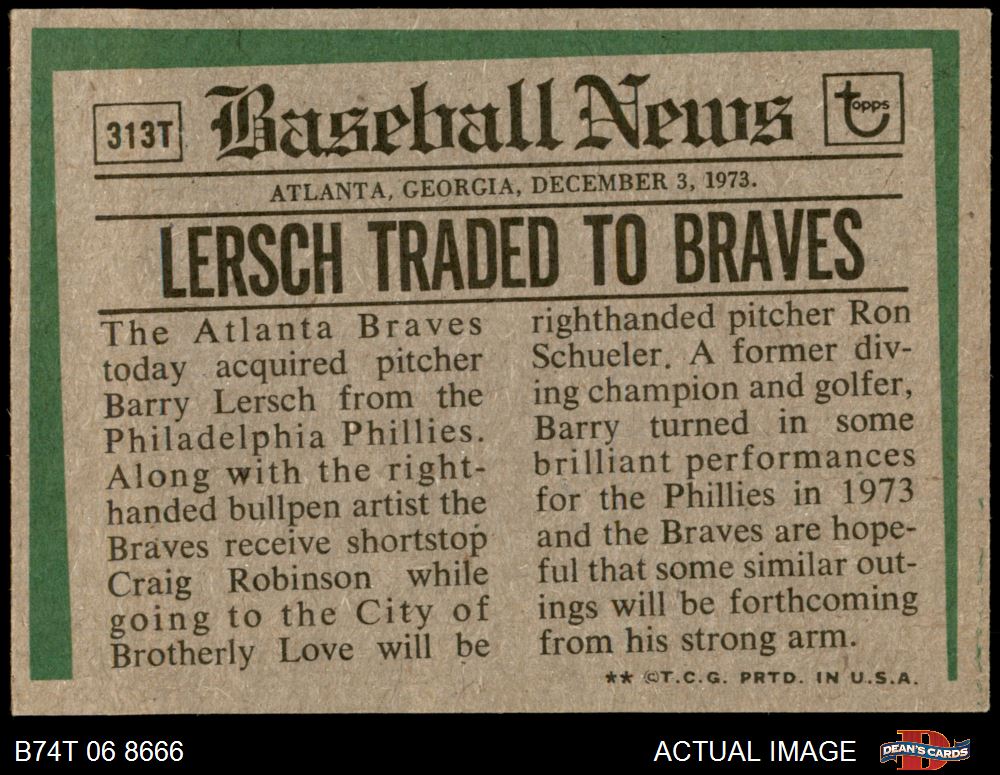 313T
Baseball News
topps
ATLANTA, GEORGIA, DECEMBER 3, 1973.
LERSCH TRADED TO BRAVES
The Atlanta Braves
today acquired pitcher
Barry Lersch from the
Philadelphia Phillies.
Along with the right-
handed bullpen artist the
Braves receive shortstop
Craig Robinson while
going to the City of
Brotherly Love will be
righthanded pitcher Ron
Schueler. A former div-
ing champion and golfer,
Barry turned in some
brilliant performances
for the Phillies in 1973
and the Braves are hope-
ful that some similar out-
ings will be forthcoming
from his strong arm.
** ©T.C.G. PRTD. IN U.S.A.
B74T 06 8666
ACTUAL IMAGE
DEAN'S CARDS